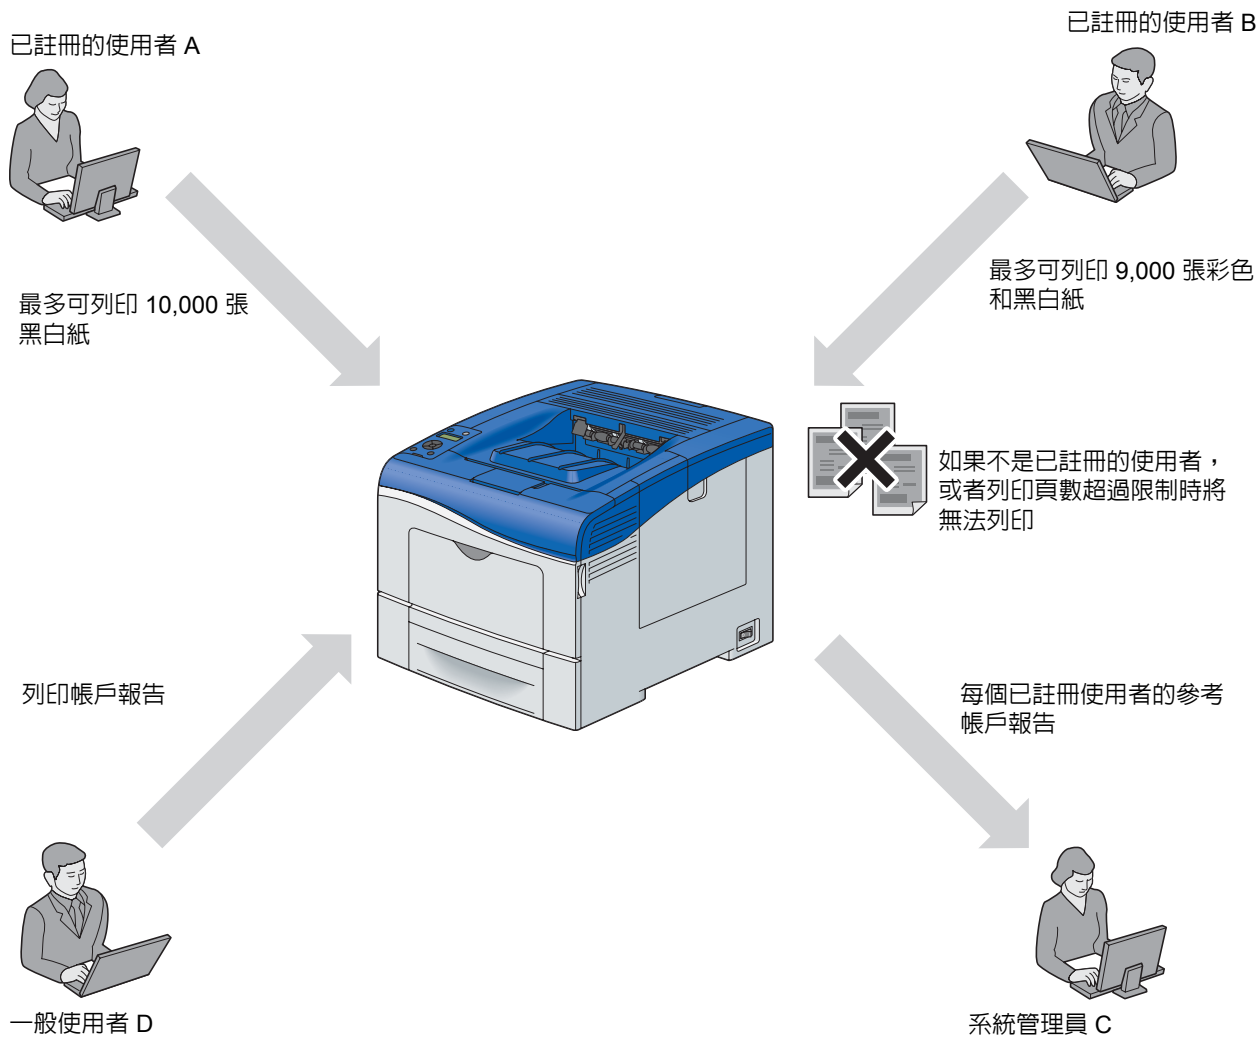 已註冊的使用者 A
已註冊的使用者 B
最多可列印 10,000 張
黑白紙
最多可列印 9,000 張彩色
和黑白紙
如果不是已註冊的使用者，
或者列印頁數超過限制時將
無法列印
列印帳戶報告
每個已註冊使用者的參考
帳戶報告
一般使用者 D
系統管理員 C